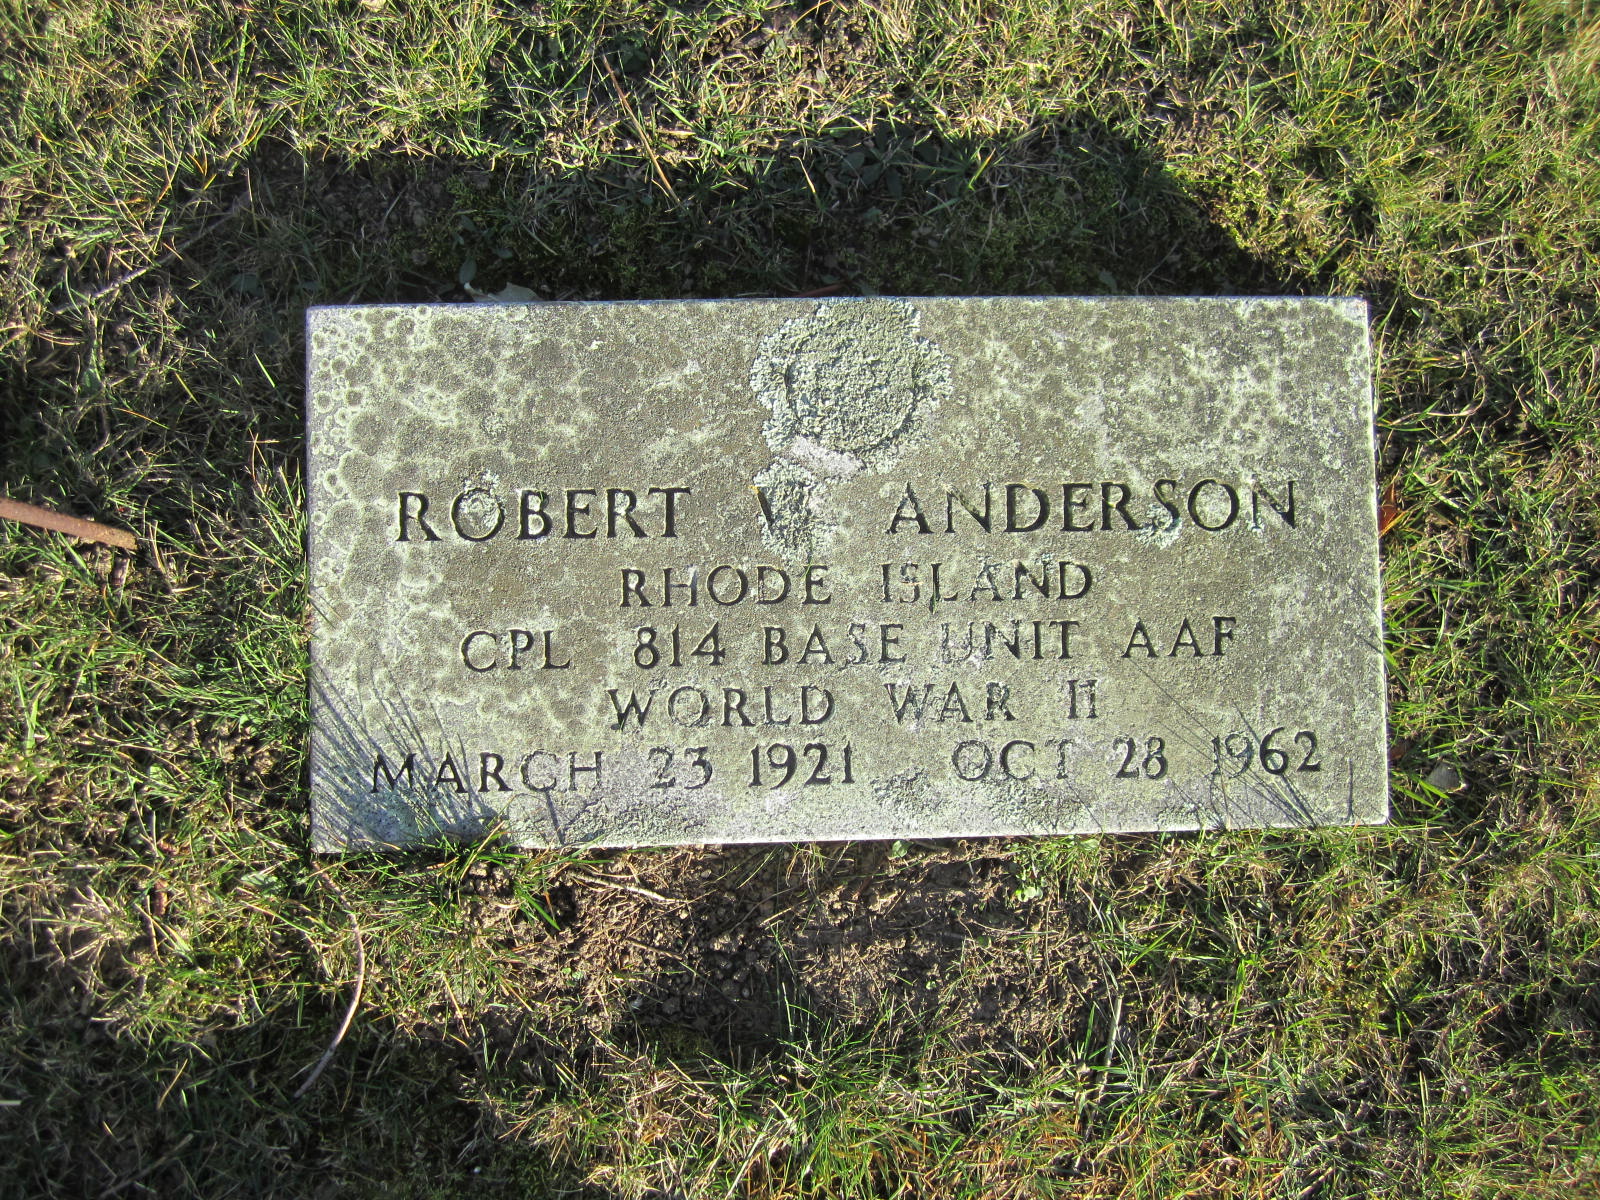 ROBERT ANDERSON
RHODE ISLAND
CPL 814 BASE UNIT AAF
WORLD WAR II
MARCH 23 1921 OCT 28 1962